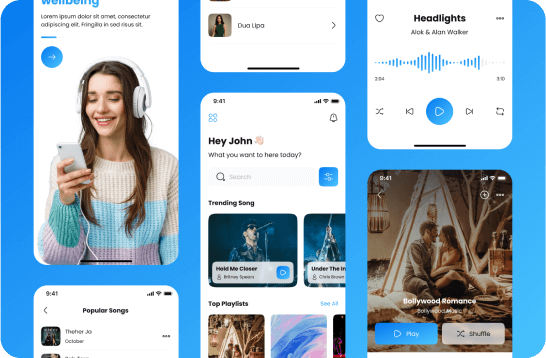 wellbeing
Lorem ipsum dolor sit amet, consectetur
adipiscing elit. Fringilla in sed risus sit.
9:41
Popular Songs
Theher Ja
October
Dua Lipa
9:41
Hey John 👋🏻
What you want to here today?
Search
Trending Song
Hold Me Closer
Britney Spears
Under The In
Chris Brown
Top Playlists
See All
Headlights
Alok & Alan Walker
2:04
3:10
9:41
Bollywood Romance
Bollywood Music
Play
Shuffle